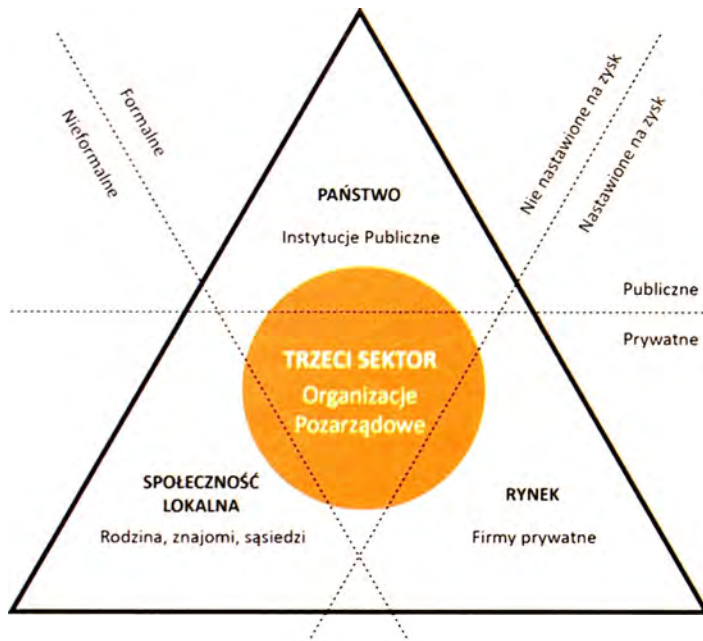 Formalne
Nieformalne
Nie nastawione na zysk
Nastawione na zysk
PAŃSTWO
Instytucje Publiczne
Publiczne
Prywatne
TRZECI SEKTOR
Organizacje
Pozarządowe
SPOŁECZNOŚĆ
LOKALNA
Rodzina, znajomi, sąsiedzi
RYNEK
Firmy prywatne